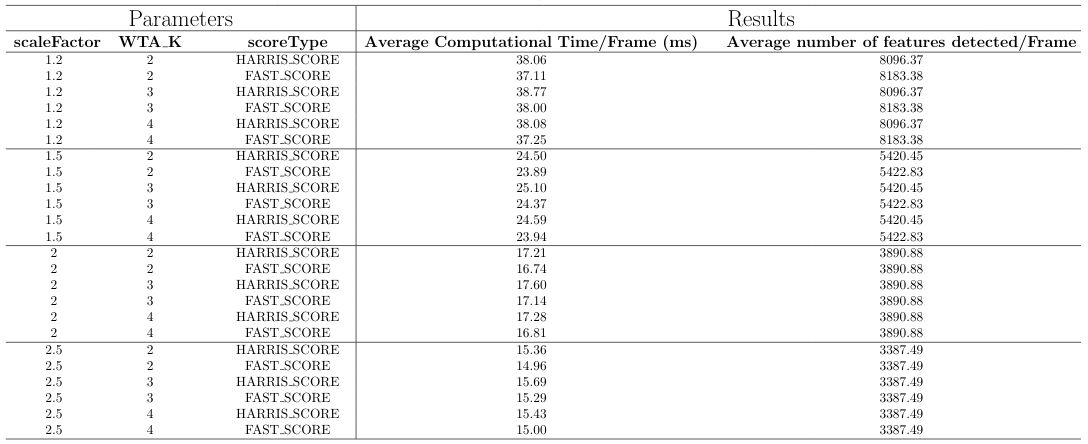 Parameters Results
scaleFactor WTA_K scoreType Average Computational Time/Frame (ms) Average number of features detected/Frame
1.2 2 HARRIS_SCORE 38.06 8096.37
1.2 2 FAST_SCORE 37.11 8183.38
1.2 3 HARRIS_SCORE 38.77 8096.37
1.2 3 FAST_SCORE 38.00 8183.38
1.2 4 HARRIS_SCORE 38.08 8096.37
1.2 4 FAST_SCORE 37.25 8183.38
1.5 2 HARRIS_SCORE 24.50 5420.45
1.5 2 FAST_SCORE 23.89 5422.83
1.5 3 HARRIS_SCORE 25.10 5420.45
1.5 3 FAST_SCORE 24.37 5422.83
1.5 4 HARRIS_SCORE 24.59 5420.45
1.5 4 FAST_SCORE 23.94 5422.83
2 2 HARRIS_SCORE 17.21 3890.88
2 2 FAST_SCORE 16.74 3890.88
2 3 HARRIS_SCORE 17.60 3890.88
2 3 FAST_SCORE 17.14 3890.88
2 4 HARRIS_SCORE 17.28 3890.88
2 4 FAST_SCORE 16.81 3890.88
2.5 2 HARRIS_SCORE 15.36 3387.49
2.5 2 FAST_SCORE 14.96 3387.49
2.5 3 HARRIS_SCORE 15.69 3387.49
2.5 3 FAST_SCORE 15.29 3387.49
2.5 4 HARRIS_SCORE 15.43 3387.49
2.5 4 FAST_SCORE 15.00 3387.49